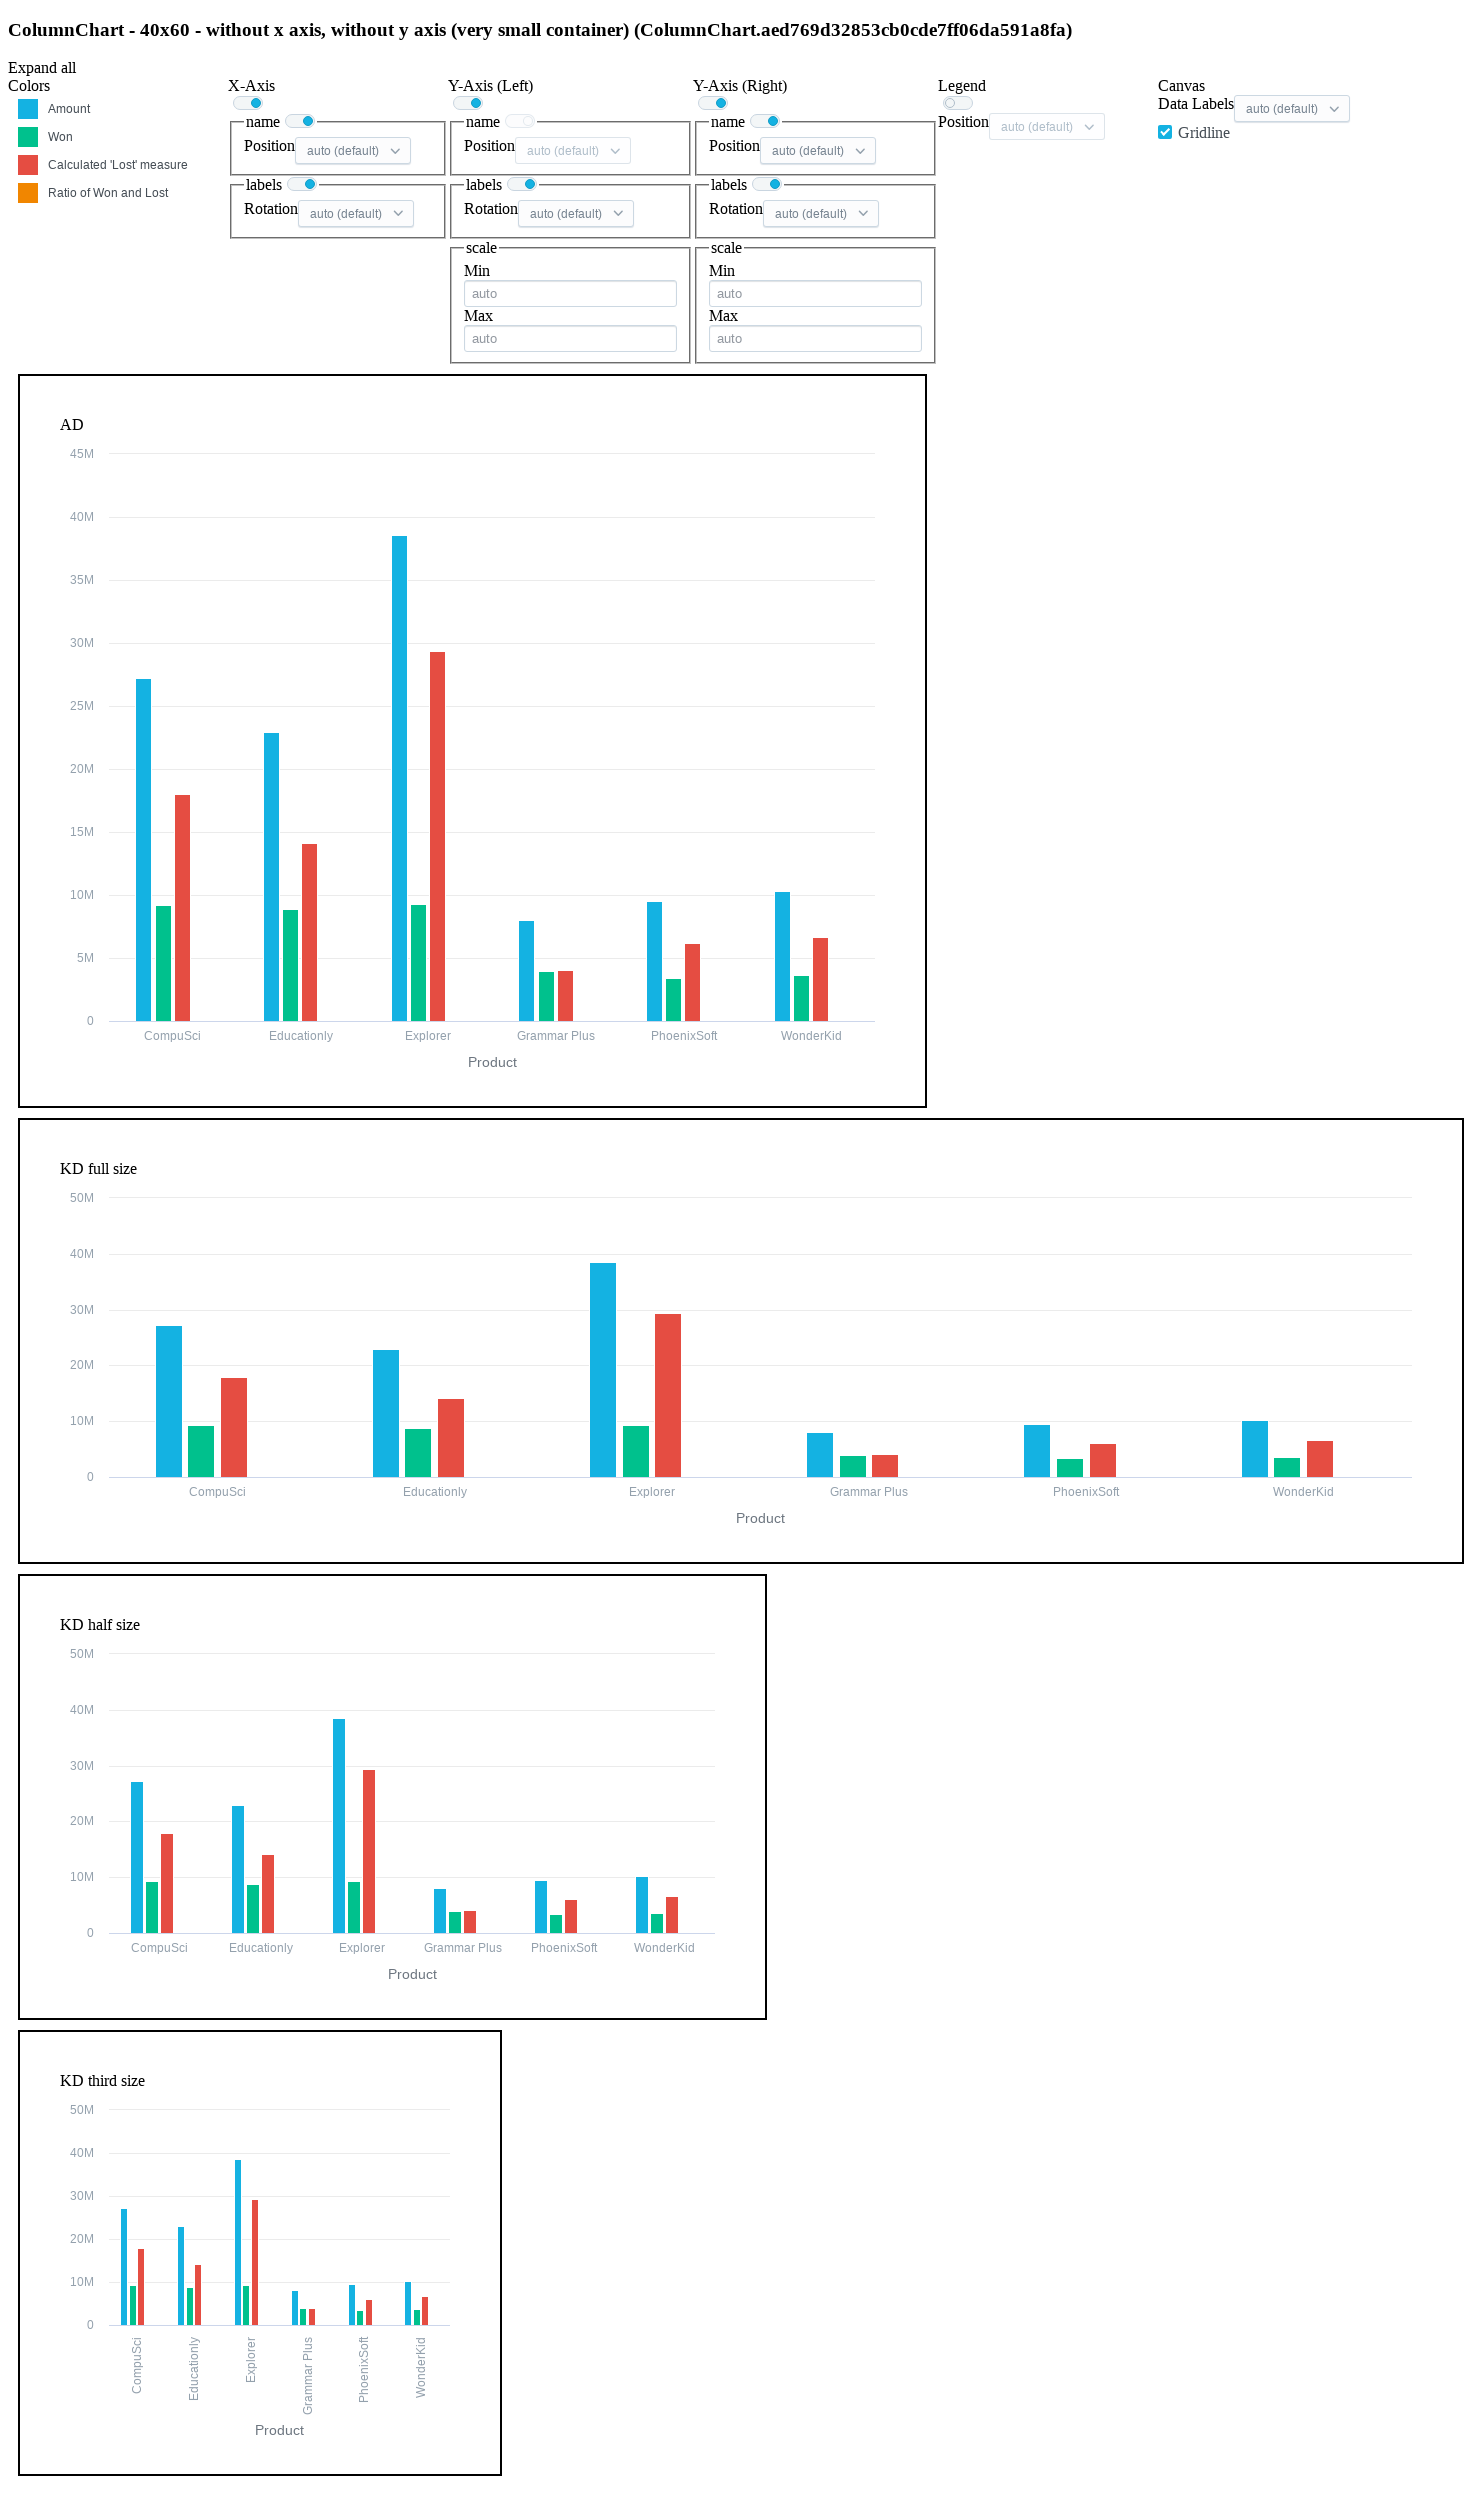 ColumnChart - 40x60 - without x axis, without y axis (very small container) (ColumnChart.aed769d32853cb0cde7ff06da591a8fa)
Expand all
Colors
Amount
Won
Calculated 'Lost' measure
Ratio of Won and Lost
X-Axis
name
Position auto (default)
labels
Rotation auto (default)
Y-Axis (Left)
name
Position auto (default)
labels
Rotation auto (default)
scale
Min
auto
Max
auto
Y-Axis (Right)
name
Position auto (default)
labels
Rotation auto (default)
scale
Min
auto
Max
auto
Legend
Position auto (default)
Canvas
Data Labels auto (default)
Gridline
AD
45M
40M
35M
30M
25M
20M
15M
10M
5M
0
CompuSci Educationly Explorer Grammar Plus PhoenixSoft WonderKid
Product
KD full size
50M
40M
30M
20M
10M
0
CompuSci Educationly Explorer Grammar Plus PhoenixSoft WonderKid
Product
KD half size
50M
40M
30M
20M
10M
0
CompuSci Educationly Explorer Grammar Plus PhoenixSoft WonderKid
Product
KD third size
50M
40M
30M
20M
10M
0
CompuSci
Educationly
Explorer
Grammar Plus
PhoenixSoft
WonderKid
Product